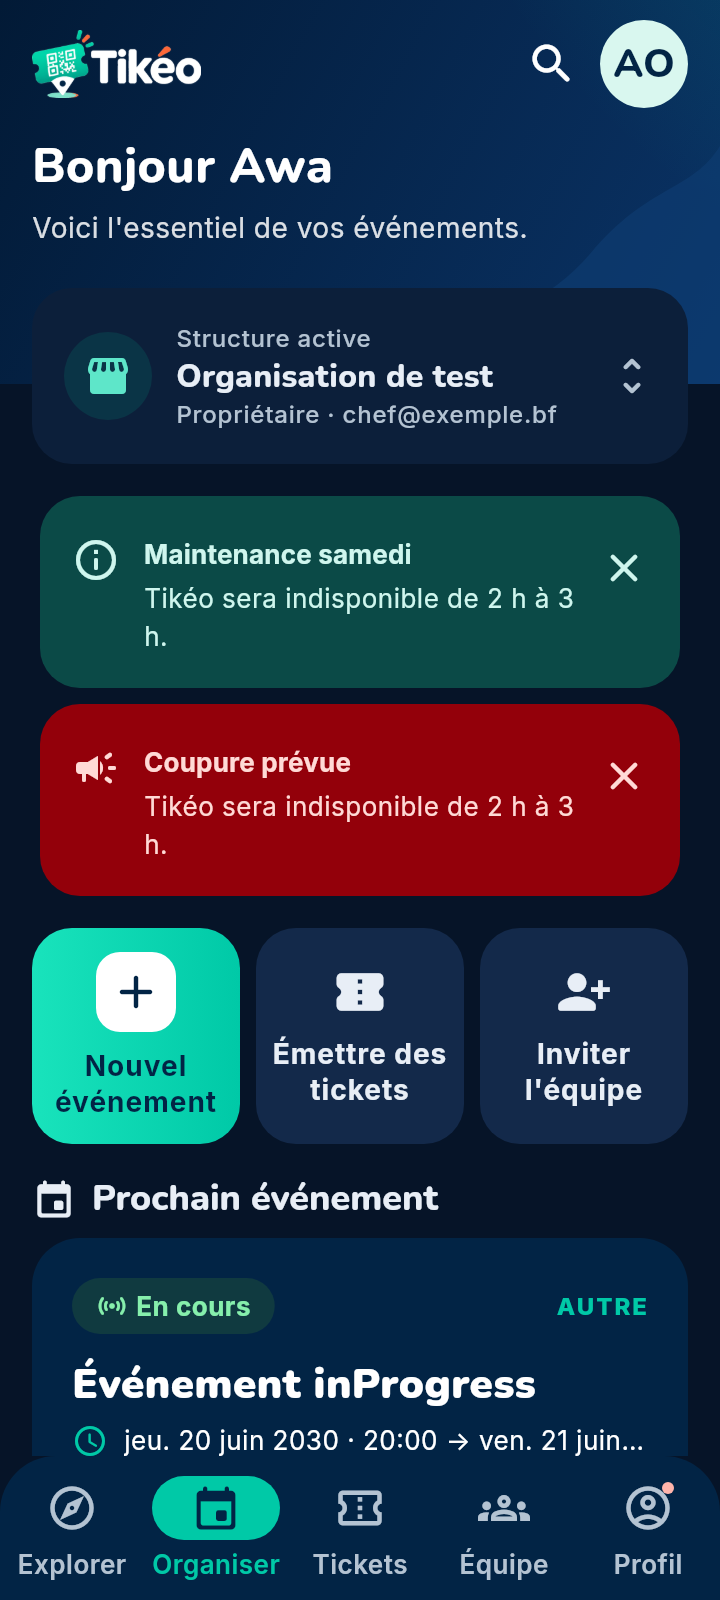 Tikéo
AO
Bonjour Awa
Voici l'essentiel de vos événements.
Structure active
Organisation de test
Propriétaire · chef@exemple.bf
Maintenance samedi
Tikéo sera indisponible de 2 h à 3
h.
Coupure prévue
Tikéo sera indisponible de 2 h à 3
h.
Nouvel
événement
Émettre des
tickets
Inviter
l'équipe
Prochain événement
En cours
AUTRE
Événement inProgress
jeu. 20 juin 2030 · 20:00 → ven. 21 juin...
Explorer
Organiser
Tickets
Équipe
Profil